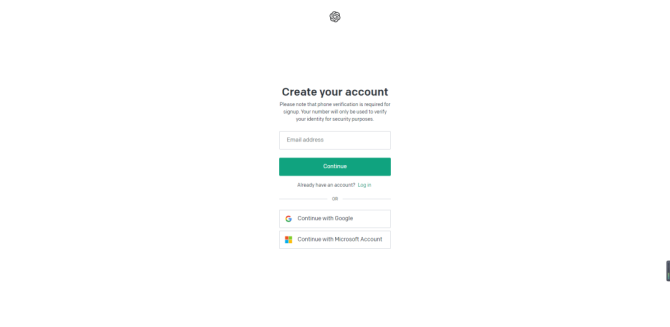 Create your account
Please note that phone verification is required for
signup. Your number will only be used to verify
your identity for security purposes.
Email address
Continue
Already have an account? Log in
OR
Continue with Google
Continue with Microsoft Account